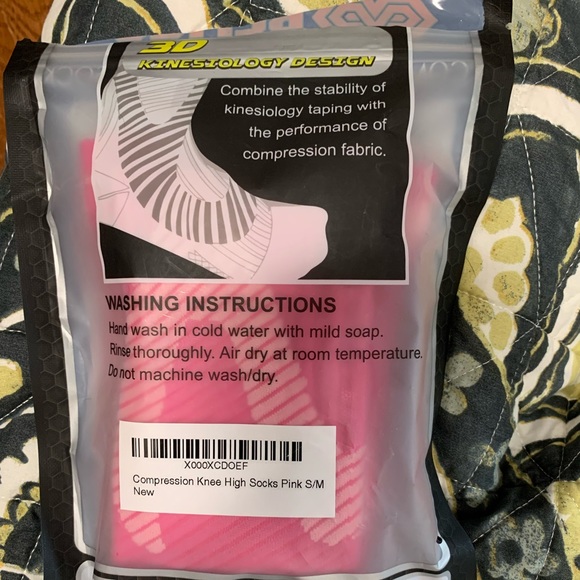 3D
KINESIOLOGY DESIGN
Combine the stability of
kinesiology taping with
the performance of
compression fabric.
WASHING INSTRUCTIONS
Hand wash in cold water with mild soap.
Rinse thoroughly. Air dry at room temperature.
Do not machine wash/dry.
X000XCDOEF
Compression Knee High Socks Pink S/M
New